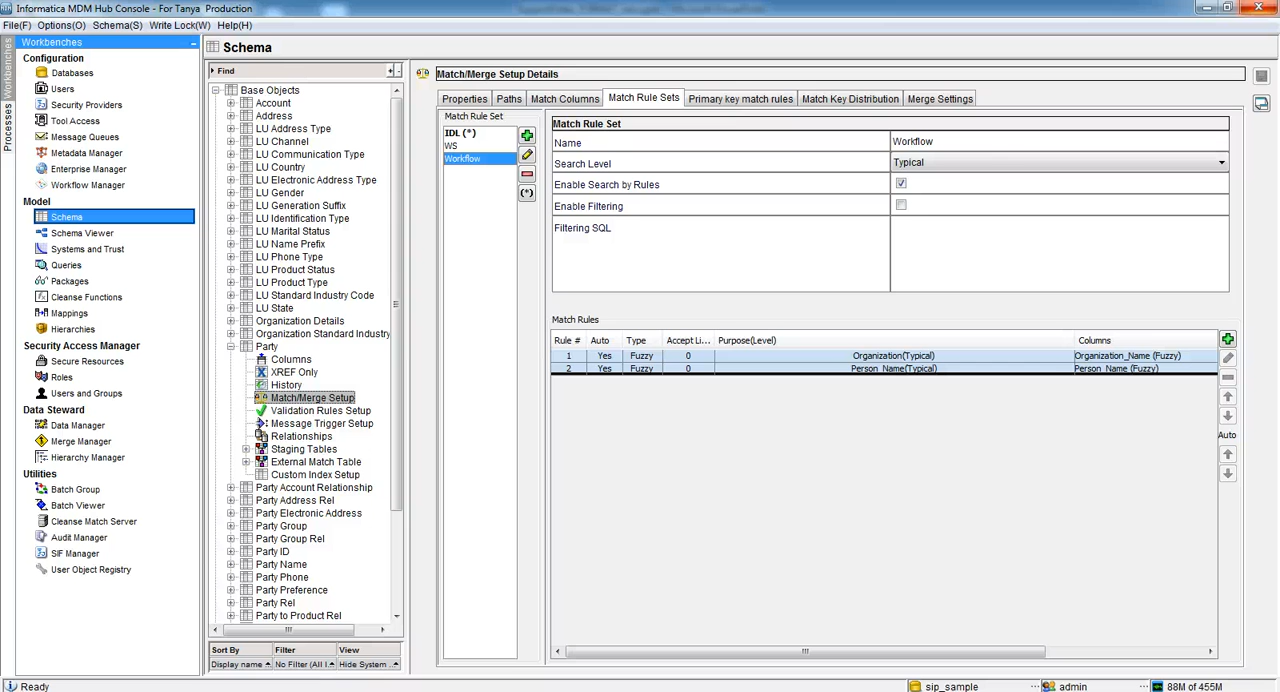 Informatica MDM Hub Console - For Tanya Production
File(F) Options(O) Schema(S) Write Lock(W) Help(H)
Workbenches
Processes
Workbenches
Configuration
Databases
Users
Security Providers
Tool Access
Message Queues
Metadata Manager
Enterprise Manager
Workflow Manager
Model
Schema
Schema Viewer
Systems and Trust
Queries
Packages
Cleanse Functions
Mappings
Hierarchies
Security Access Manager
Secure Resources
Roles
Users and Groups
Data Steward
Data Manager
Merge Manager
Hierarchy Manager
Utilities
Batch Group
Batch Viewer
Cleanse Match Server
Audit Manager
SIF Manager
User Object Registry
Schema
Find
Base Objects
Account
Address
LU Address Type
LU Channel
LU Communication Type
LU Country
LU Electronic Address Type
LU Gender
LU Generation Suffix
LU Identification Type
LU Marital Status
LU Name Prefix
LU Phone Type
LU Product Status
LU Product Type
LU Standard Industry Code
LU State
Organization Details
Organization Standard Industry
Party
Columns
XREF Only
History
Match/Merge Setup
Validation Rules Setup
Message Trigger Setup
Relationships
Staging Tables
External Match Table
Custom Index Setup
Party Account Relationship
Party Address Rel
Party Electronic Address
Party Group
Party Group Rel
Party ID
Party Name
Party Phone
Party Preference
Party Rel
Party to Product Rel
Sort By Filter View
Display name No Filter (All I... Hide System ...
Match/Merge Setup Details
Properties Paths Match Columns Match Rule Sets Primary key match rules Match Key Distribution Merge Settings
Match Rule Set
IDL (*)
WS
Workflow
(*)
Match Rule Set
Name Workflow
Search Level Typical
Enable Search by Rules
Enable Filtering
Filtering SQL
Match Rules
Rule # Auto Type Accept Li... Purpose(Level) Columns
1 Yes Fuzzy 0 Organization(Typical) Organization_Name (Fuzzy)
2 Yes Fuzzy 0 Person_Name(Typical) Person_Name (Fuzzy)
Auto
Ready sip_sample admin 88M of 455M